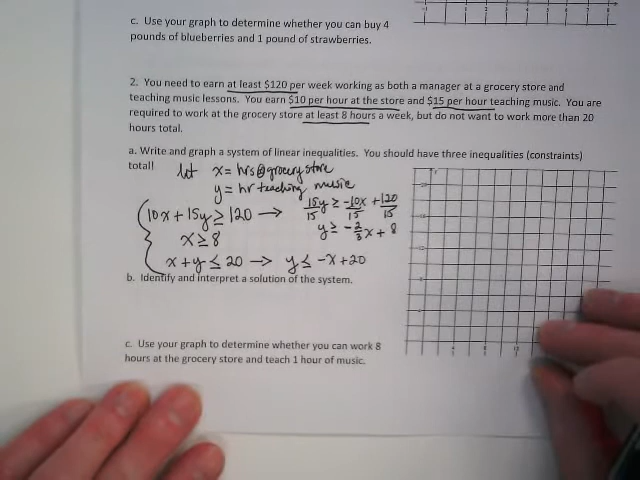 c. Use your graph to determine whether you can buy 4
pounds of blueberries and 1 pound of strawberries.
2. You need to earn at least $120 per week working as both a manager at a grocery store and
teaching music lessons. You earn $10 per hour at the store and $15 per hour teaching music. You are
required to work at the grocery store at least 8 hours a week, but do not want to work more than 20
hours total.
a. Write and graph a system of linear inequalities. You should have three inequalities (constraints)
total!
let x = hrs @ grocery store
y = hr teaching music
10x + 15y ≥ 120 → 15y/15 ≥ -10x/15 + 120/15
y ≥ -2/3 x + 8
x ≥ 8
x + y ≤ 20 → y ≤ -x + 20
b. Identify and interpret a solution of the system.
c. Use your graph to determine whether you can work 8
hours at the grocery store and teach 1 hour of music.